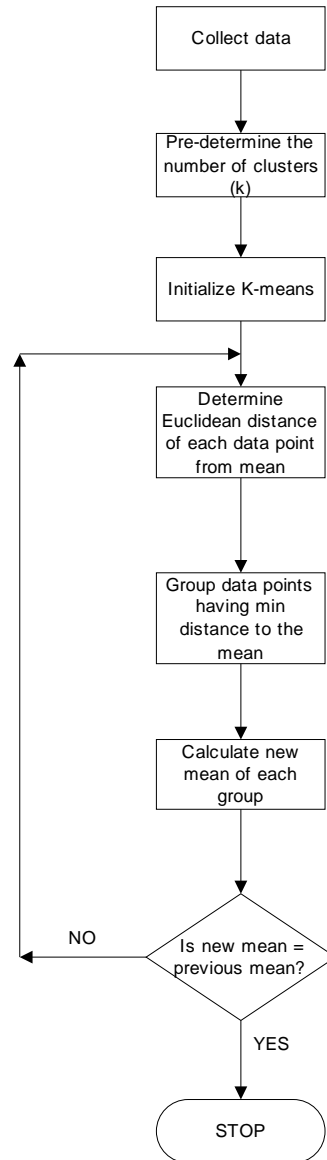 Collect data
Pre-determine the
number of clusters
(k)
Initialize K-means
Determine
Euclidean distance
of each data point
from mean
Group data points
having min
distance to the
mean
Calculate new
mean of each
group
Is new mean =
previous mean?
NO
YES
STOP